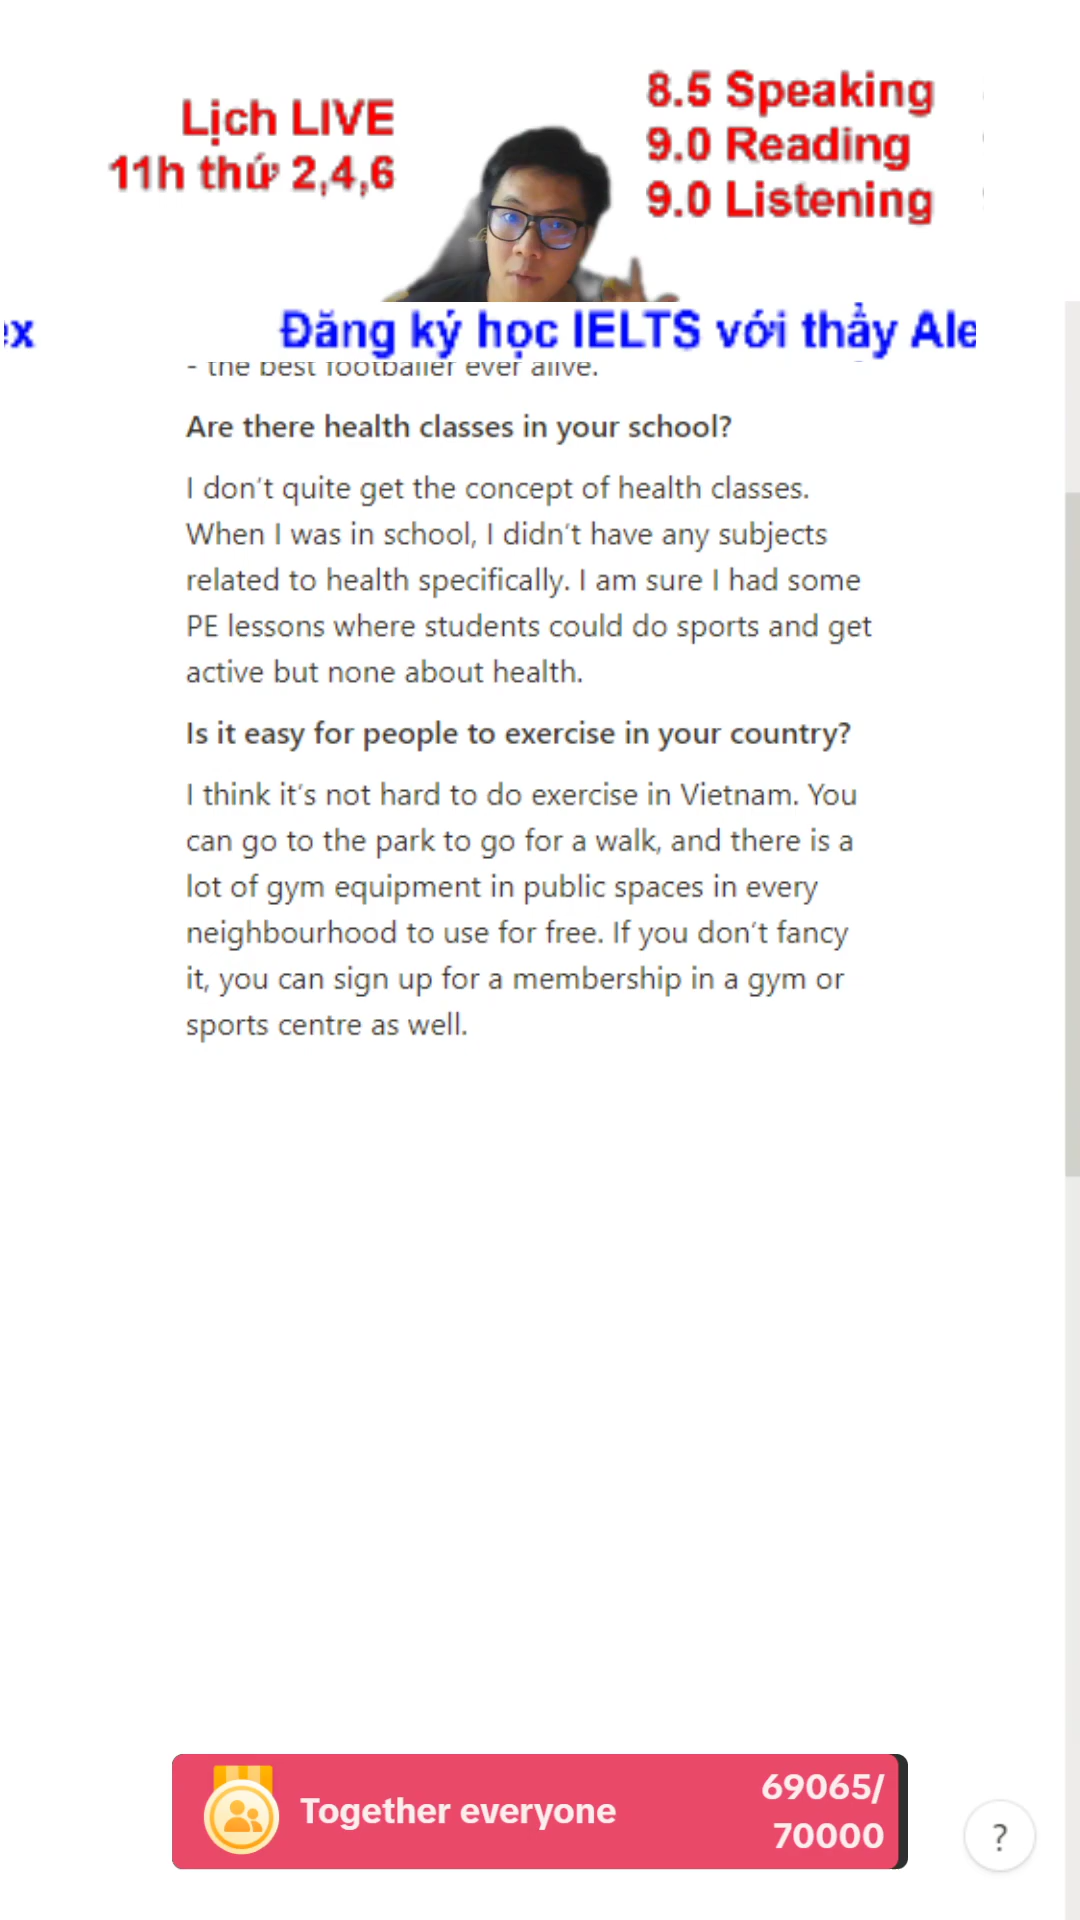 Lịch LIVE
11h thứ 2,4,6
8.5 Speaking
9.0 Reading
9.0 Listening
ex
Đăng ký học IELTS với thầy Ale
- the best footballer ever alive.
Are there health classes in your school?
I don't quite get the concept of health classes.
When I was in school, I didn't have any subjects
related to health specifically. I am sure I had some
PE lessons where students could do sports and get
active but none about health.
Is it easy for people to exercise in your country?
I think it's not hard to do exercise in Vietnam. You
can go to the park to go for a walk, and there is a
lot of gym equipment in public spaces in every
neighbourhood to use for free. If you don't fancy
it, you can sign up for a membership in a gym or
sports centre as well.
Together everyone
69065/
70000
?